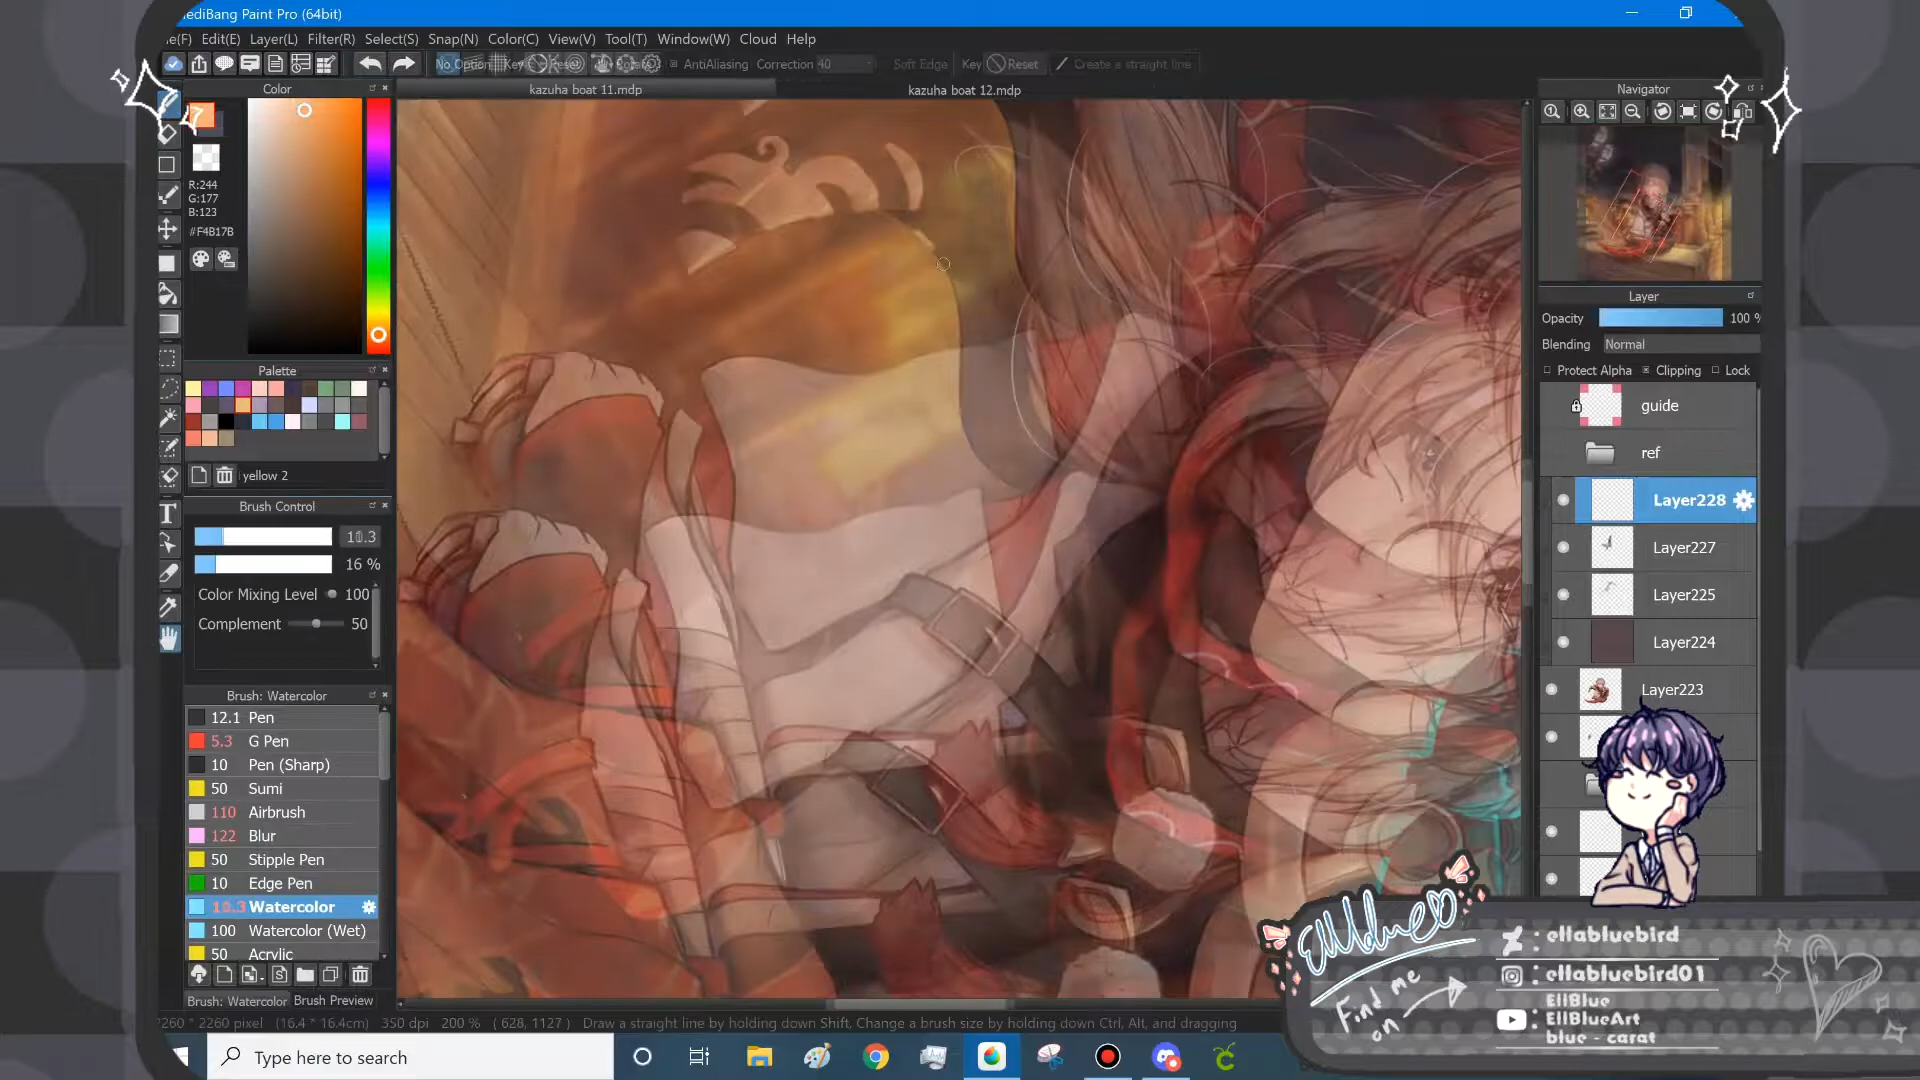 ediBang Paint Pro (64bit)
e(F) Edit(E) Layer(L) Filter(R) Select(S) Snap(N) Color(C) View(V) Tool(T) Window(W) Cloud Help
No Option Key Reset AntiAliasing Correction 40 Soft Edge Key Reset Create a straight line
Color
kazuha boat 11.mdp
kazuha boat 12.mdp
R:244
G:177
B:123
#F4B17B
Palette
yellow 2
Brush Control
10.3
16 %
Color Mixing Level 100
Complement 50
Brush: Watercolor
12.1 Pen
5.3 G Pen
10 Pen (Sharp)
50 Sumi
110 Airbrush
122 Blur
50 Stipple Pen
10 Edge Pen
10.3 Watercolor
100 Watercolor (Wet)
50 Acrylic
Brush: Watercolor Brush Preview
2260 * 2260 pixel (16.4 * 16.4cm) 350 dpi 200 % ( 628, 1127 ) Draw a straight line by holding down Shift, Change a brush size by holding down Ctrl, Alt, and dragging
Navigator
Layer
Opacity 100 %
Blending Normal
Protect Alpha Clipping Lock
guide
ref
Layer228
Layer227
Layer225
Layer224
Layer223
Find me
on
: ellabluebird
: ellabluebird01
: EllBlue
EllBlueArt
blue - carat
Type here to search